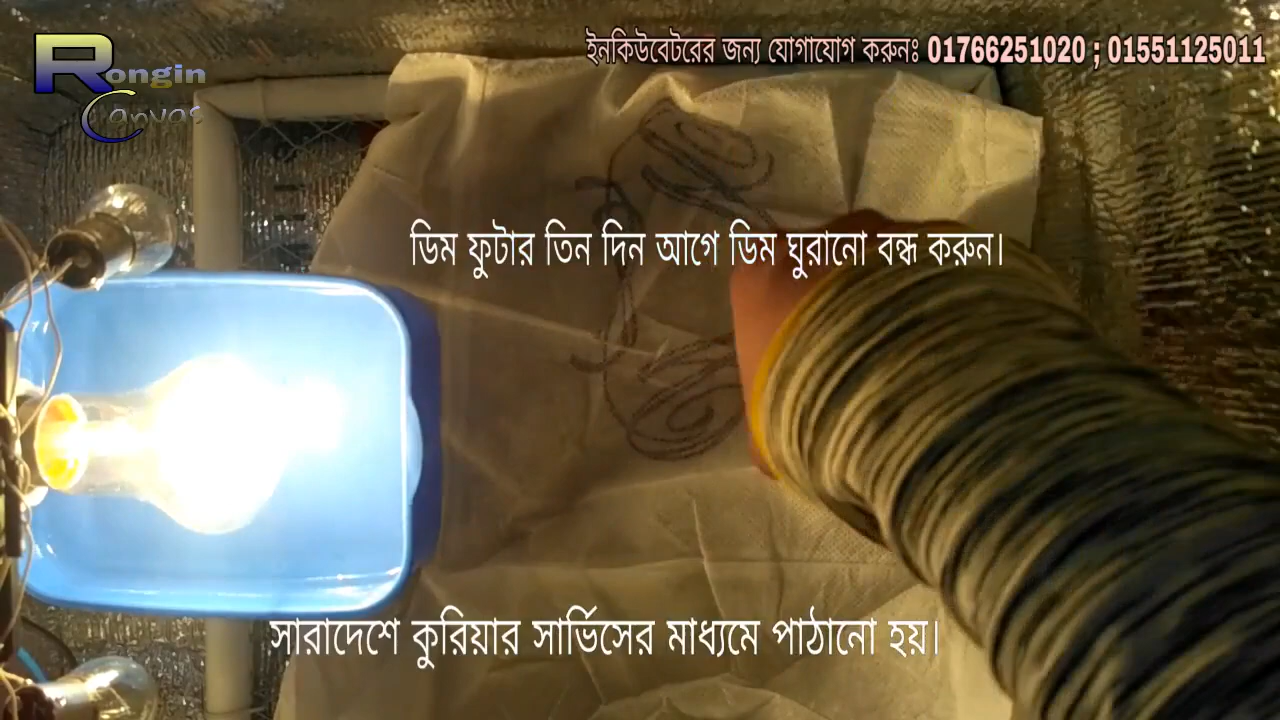 ইনকিউবেটরের জন্য যোগাযোগ করুনঃ 01766251020 ; 01551125011
Rongin
Canvas
ডিম ফুটার তিন দিন আগে ডিম ঘুরানো বন্ধ করুন।
সারাদেশে কুরিয়ার সার্ভিসের মাধ্যমে পাঠানো হয়।